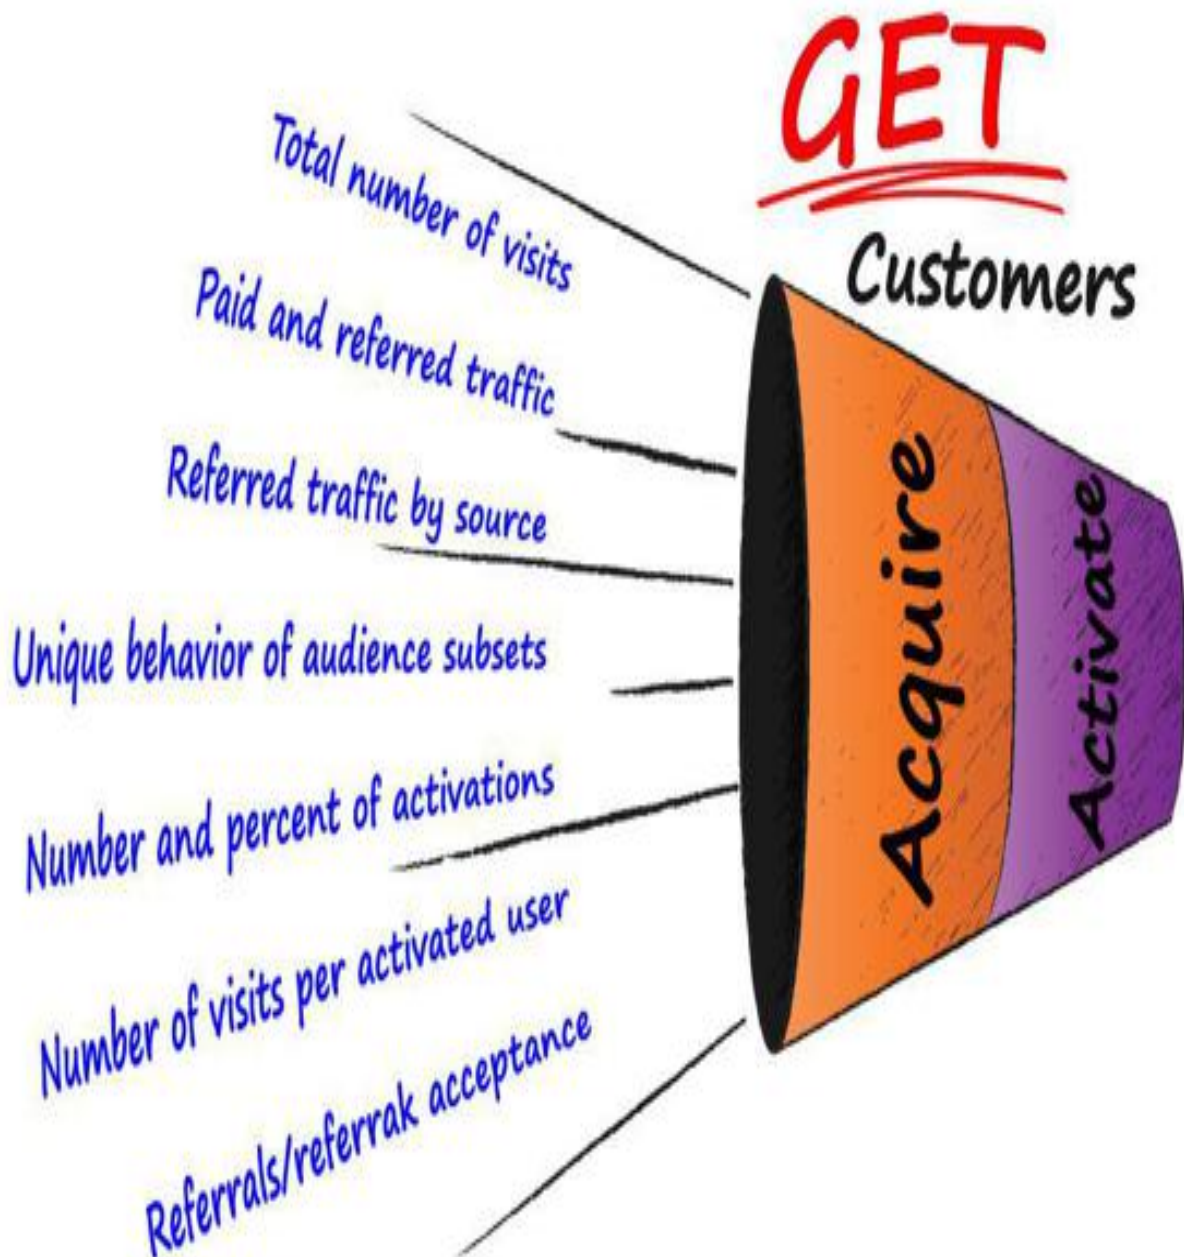 GET
Customers
Total number of visits
Paid and referred traffic
Referred traffic by source
Unique behavior of audience subsets
Number and percent of activations
Number of visits per activated user
Referrals/referrak acceptance
Acquire
Activate